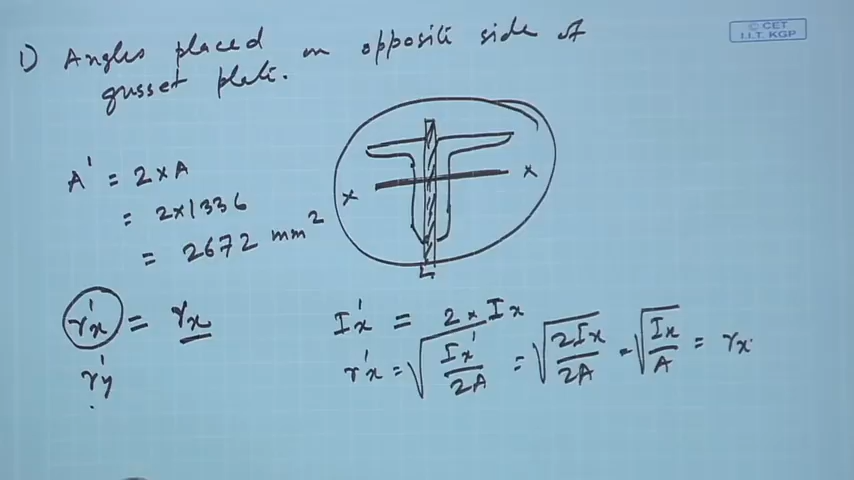 © CET
I.I.T. KGP
1) Angles placed on opposite side of
gusset plate.
A' = 2×A
= 2×1336
= 2672 mm²
x x
r'x = rx
r'y
I'x = 2 × Ix
r'x = √(Ix'/2A) = √(2Ix/2A) = √(Ix/A) = rx.